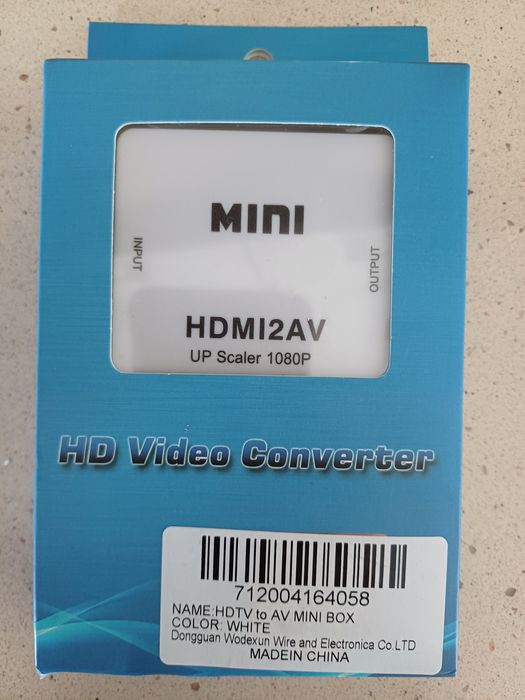 MINI
INPUT
OUTPUT
HDMI2AV
UP Scaler 1080P
HD Video Converter
712004164058
NAME:HDTV to AV MINI BOX
COLOR: WHITE
Dongguan Wodexun Wire and Electronica Co.LTD
MADEIN CHINA